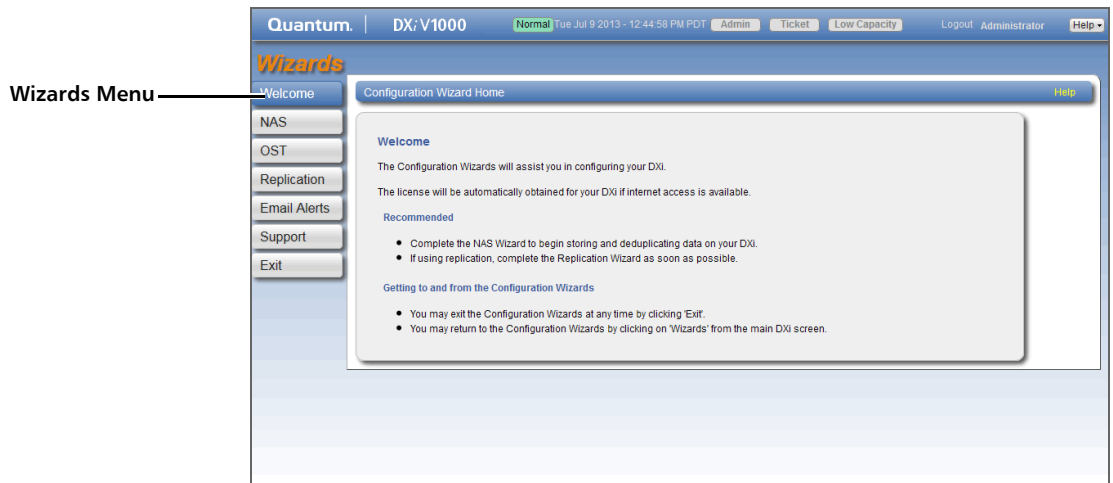 Quantum. DXi V1000 Normal Tue Jul 9 2013 - 12:44:58 PM PDT Admin Ticket Low Capacity Logout Administrator Help
Wizards
Wizards Menu
Welcome
Configuration Wizard Home Help
NAS
OST
Replication
Email Alerts
Support
Exit
Welcome
The Configuration Wizards will assist you in configuring your DXi.
The license will be automatically obtained for your DXi if internet access is available.
Recommended
Complete the NAS Wizard to begin storing and deduplicating data on your DXi.
If using replication, complete the Replication Wizard as soon as possible.
Getting to and from the Configuration Wizards
You may exit the Configuration Wizards at any time by clicking 'Exit'.
You may return to the Configuration Wizards by clicking on 'Wizards' from the main DXi screen.